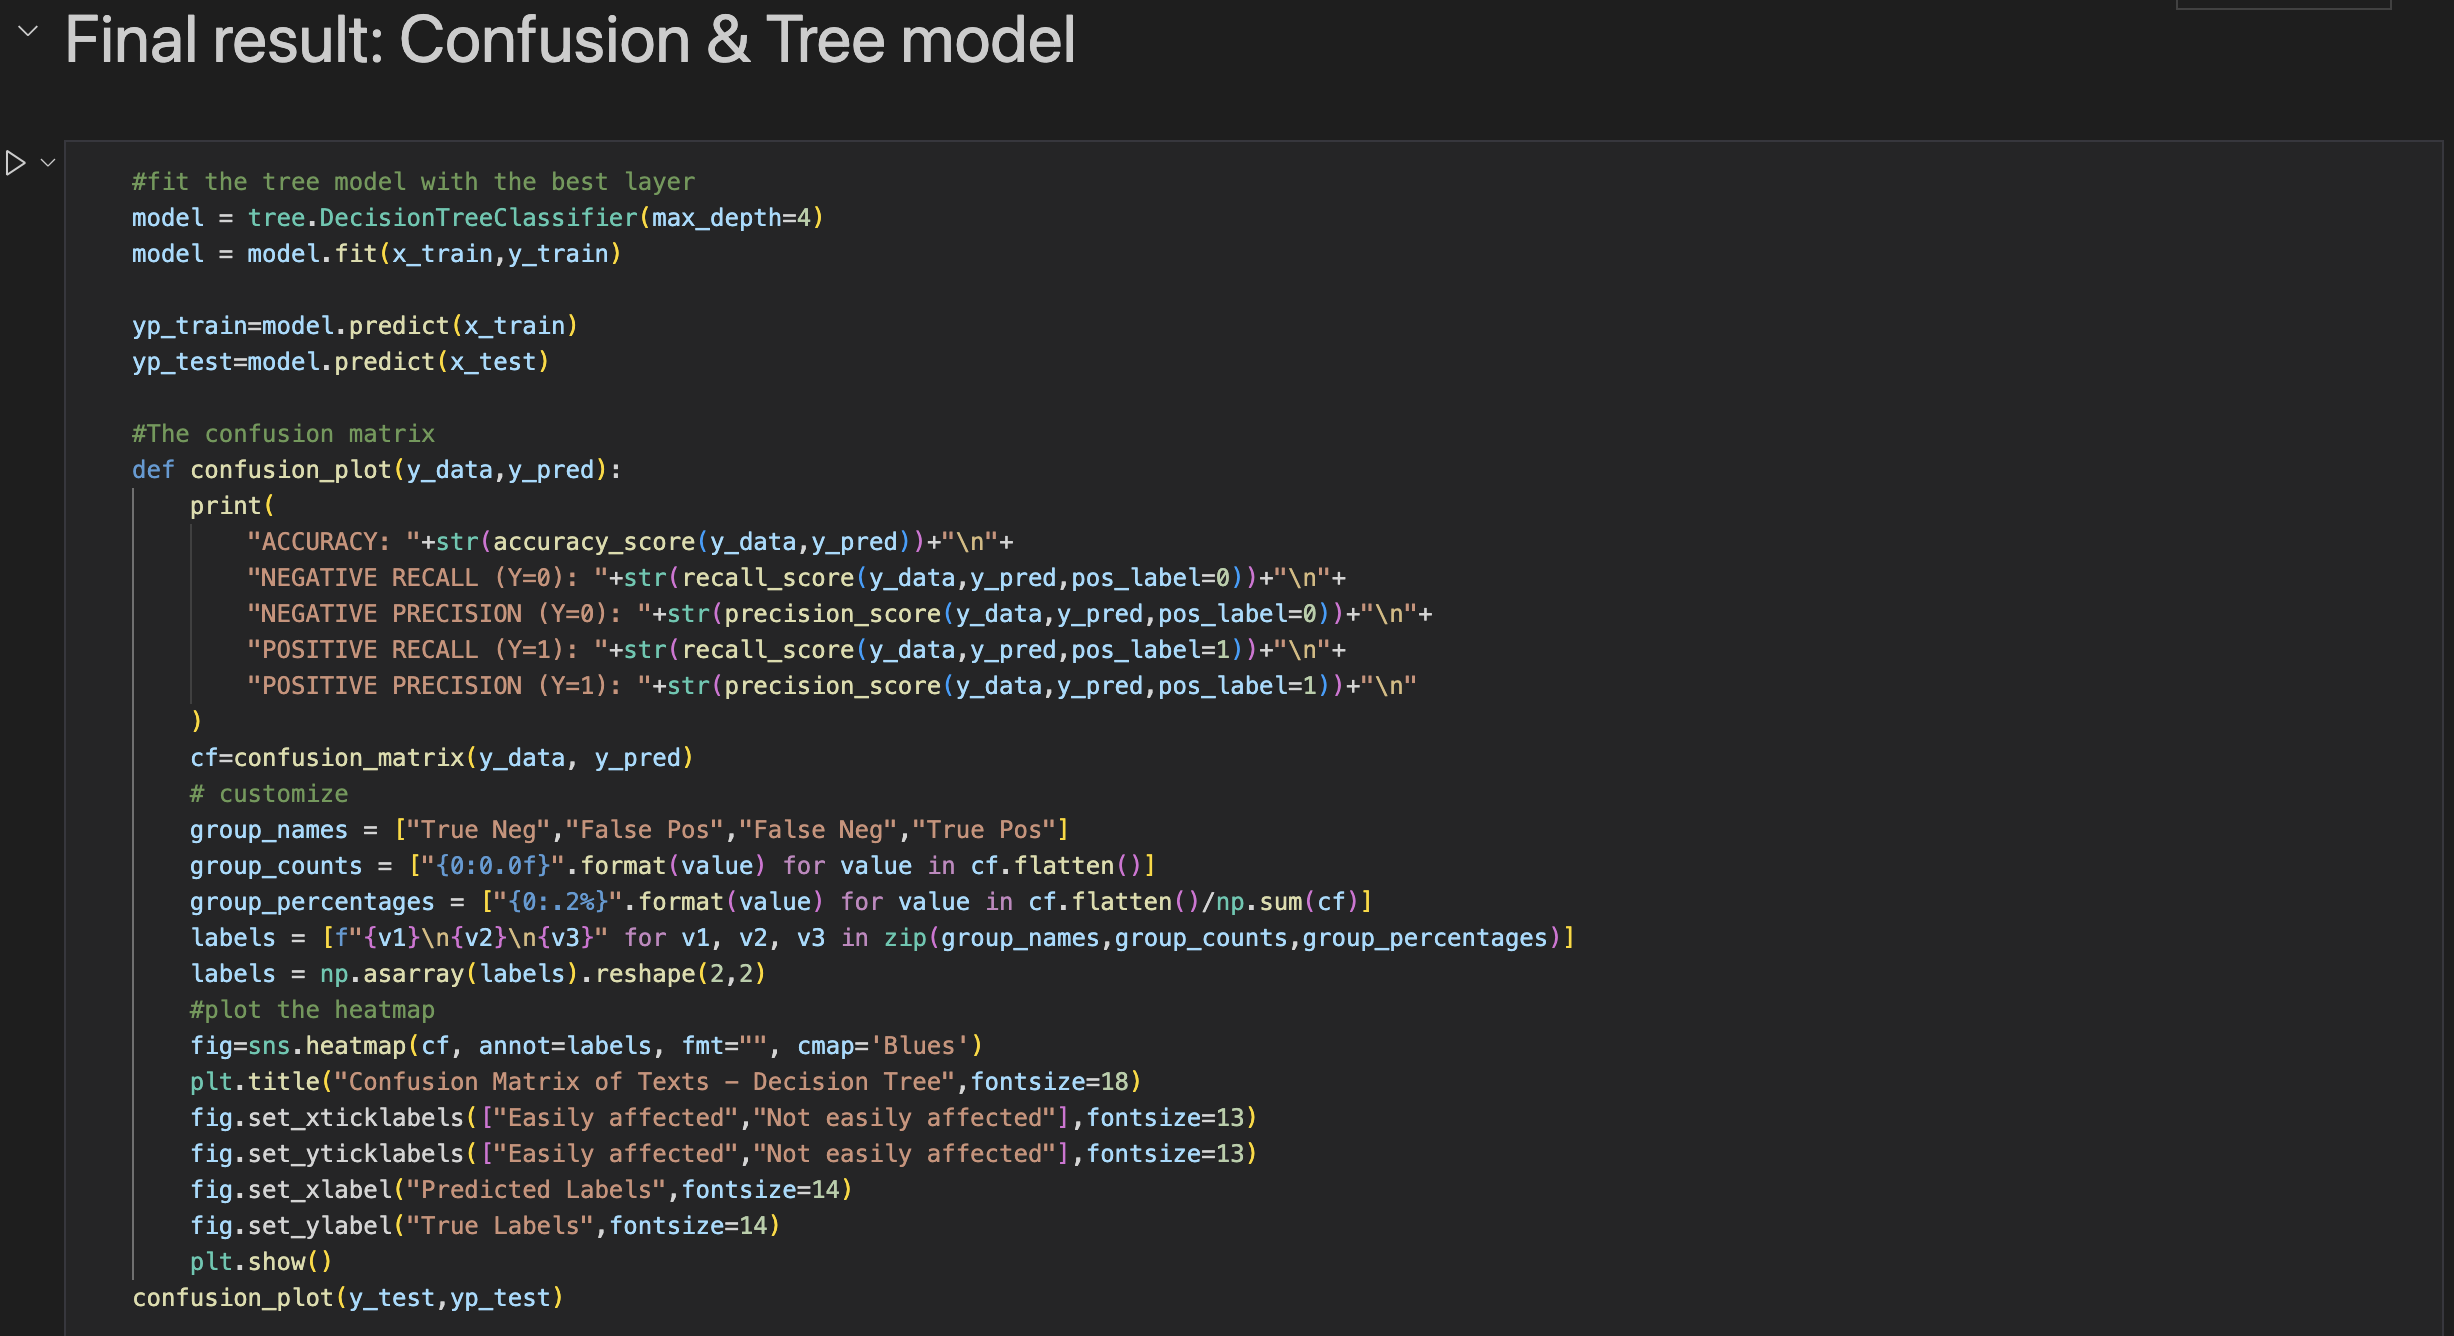 Final result: Confusion & Tree model
#fit the tree model with the best layer
model = tree.DecisionTreeClassifier(max_depth=4)
model = model.fit(x_train,y_train)
yp_train=model.predict(x_train)
yp_test=model.predict(x_test)
#The confusion matrix
def confusion_plot(y_data,y_pred):
print(
"ACCURACY: "+str(accuracy_score(y_data,y_pred))+"\n"+
"NEGATIVE RECALL (Y=0): "+str(recall_score(y_data,y_pred,pos_label=0))+"\n"+
"NEGATIVE PRECISION (Y=0): "+str(precision_score(y_data,y_pred,pos_label=0))+"\n"+
"POSITIVE RECALL (Y=1): "+str(recall_score(y_data,y_pred,pos_label=1))+"\n"+
"POSITIVE PRECISION (Y=1): "+str(precision_score(y_data,y_pred,pos_label=1))+"\n"
)
cf=confusion_matrix(y_data, y_pred)
# customize
group_names = ["True Neg","False Pos","False Neg","True Pos"]
group_counts = ["{0:0.0f}".format(value) for value in cf.flatten()]
group_percentages = ["{0:.2%}".format(value) for value in cf.flatten()/np.sum(cf)]
labels = [f"{v1}\n{v2}\n{v3}" for v1, v2, v3 in zip(group_names,group_counts,group_percentages)]
labels = np.asarray(labels).reshape(2,2)
#plot the heatmap
fig=sns.heatmap(cf, annot=labels, fmt="", cmap='Blues')
plt.title("Confusion Matrix of Texts – Decision Tree",fontsize=18)
fig.set_xticklabels(["Easily affected","Not easily affected"],fontsize=13)
fig.set_yticklabels(["Easily affected","Not easily affected"],fontsize=13)
fig.set_xlabel("Predicted Labels",fontsize=14)
fig.set_ylabel("True Labels",fontsize=14)
plt.show()
confusion_plot(y_test,yp_test)